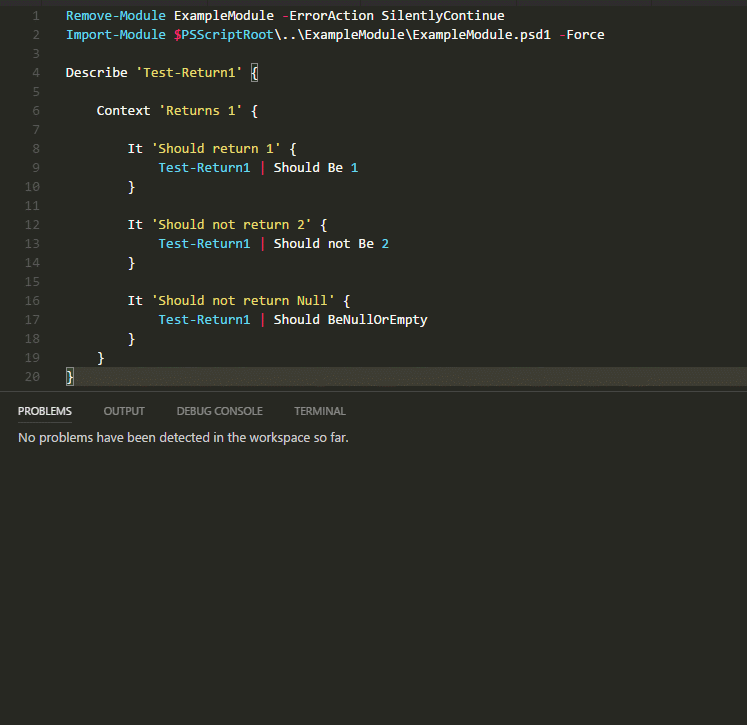 1 Remove-Module ExampleModule -ErrorAction SilentlyContinue
2 Import-Module $PSScriptRoot\..\ExampleModule\ExampleModule.psd1 -Force
3
4 Describe 'Test-Return1' {
5
6 Context 'Returns 1' {
7
8 It 'Should return 1' {
9 Test-Return1 | Should Be 1
10 }
11
12 It 'Should not return 2' {
13 Test-Return1 | Should not Be 2
14 }
15
16 It 'Should not return Null' {
17 Test-Return1 | Should BeNullOrEmpty
18 }
19 }
20 }
PROBLEMS OUTPUT DEBUG CONSOLE TERMINAL
No problems have been detected in the workspace so far.